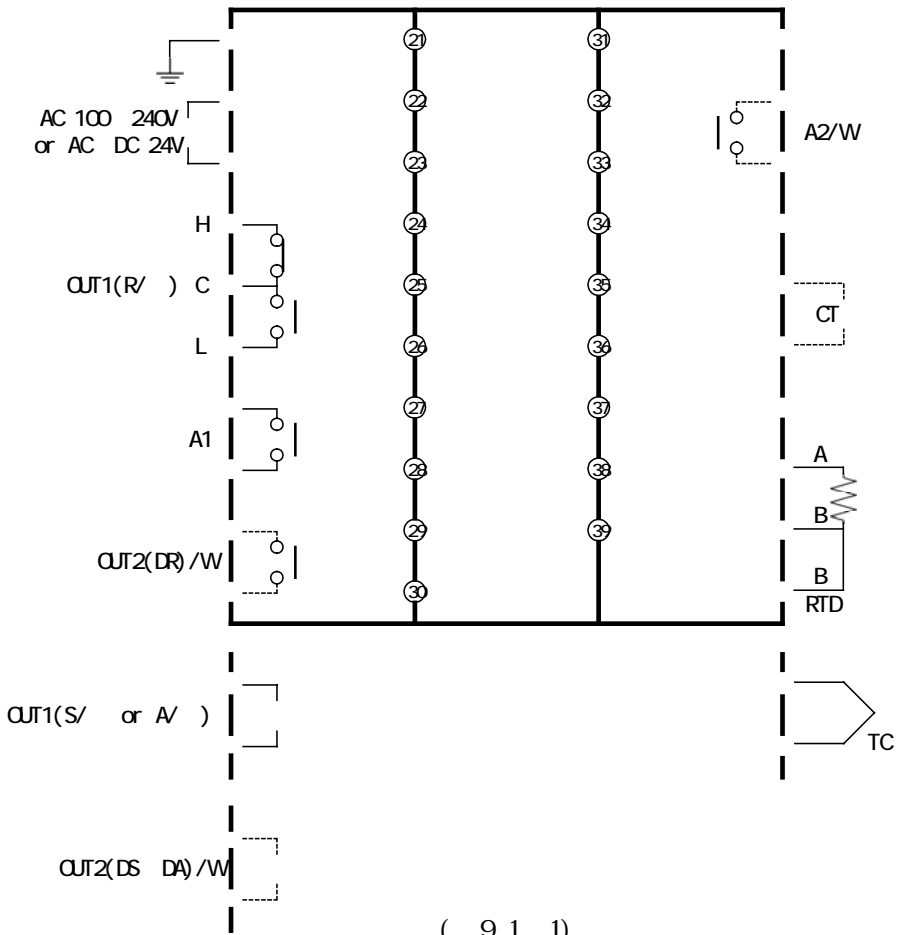 21 31
AC 100 240V 22 32
or AC DC 24V A2/W
23 33
H 24 34
OUT1(R/ ) C 25 35
CT
L 26 36
27 37
A1
28 38 A
29 39 B
OUT2(DR)/W
30 B
RTD
OUT1(S/ or A/ )
TC
OUT2(DS DA)/W
( 9.1 1)